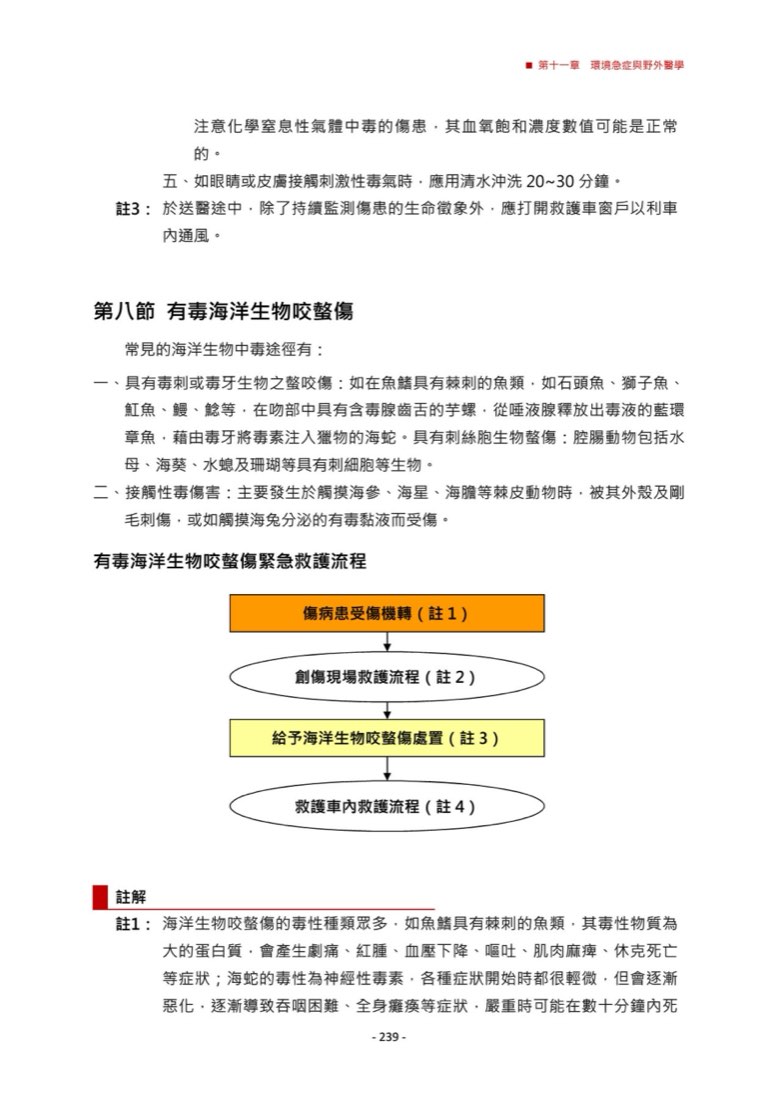 ■ 第十一章　環境急症與野外醫學
注意化學窒息性氣體中毒的傷患，其血氧飽和濃度數值可能是正常
的。
五、如眼睛或皮膚接觸刺激性毒氣時，應用清水沖洗 20~30 分鐘。
註3： 於送醫途中，除了持續監測傷患的生命徵象外，應打開救護車窗戶以利車
內通風。
第八節 有毒海洋生物咬螫傷
常見的海洋生物中毒途徑有：
一、具有毒刺或毒牙生物之螫咬傷：如在魚鰭具有棘刺的魚類，如石頭魚、獅子魚、
魟魚、鰻、鯰等，在吻部中具有含毒腺齒舌的芋螺，從唾液腺釋放出毒液的藍環
章魚，藉由毒牙將毒素注入獵物的海蛇。具有刺絲胞生物螫傷：腔腸動物包括水
母、海葵、水螅及珊瑚等具有刺細胞等生物。
二、接觸性毒傷害：主要發生於觸摸海參、海星、海膽等棘皮動物時，被其外殼及剛
毛刺傷，或如觸摸海兔分泌的有毒黏液而受傷。
有毒海洋生物咬螫傷緊急救護流程
傷病患受傷機轉（註 1）
創傷現場救護流程（註 2）
給予海洋生物咬螫傷處置（註 3）
救護車內救護流程（註 4）
註解
註1： 海洋生物咬螫傷的毒性種類眾多，如魚鰭具有棘刺的魚類，其毒性物質為
大的蛋白質，會產生劇痛、紅腫、血壓下降、嘔吐、肌肉麻痺、休克死亡
等症狀；海蛇的毒性為神經性毒素，各種症狀開始時都很輕微，但會逐漸
惡化，逐漸導致吞咽困難、全身癱瘓等症狀，嚴重時可能在數十分鐘內死
- 239 -